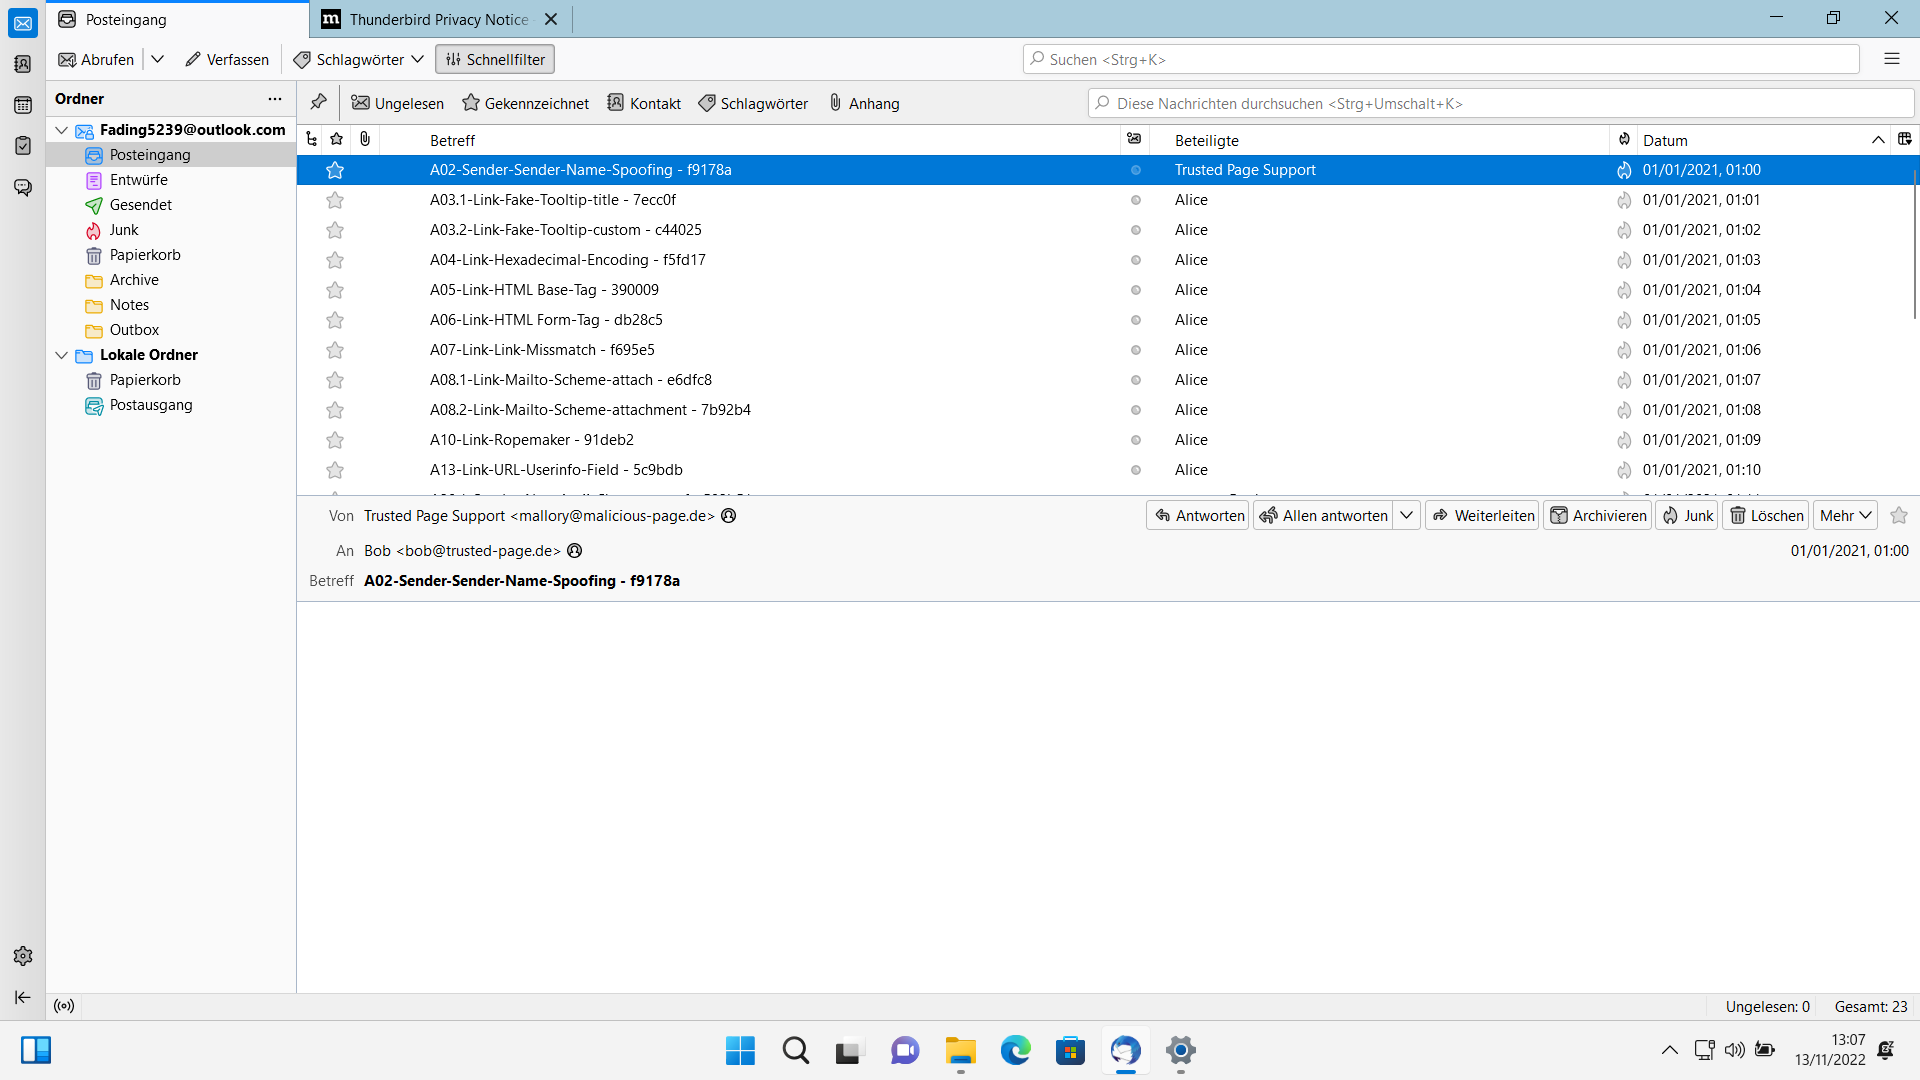 Posteingang
Thunderbird Privacy Notice
Abrufen
Verfassen
Schlagwörter
Schnellfilter
Suchen <Strg+K>
Ordner
Ungelesen
Gekennzeichnet
Kontakt
Schlagwörter
Anhang
Diese Nachrichten durchsuchen <Strg+Umschalt+K>
Fading5239@outlook.com
Posteingang
Entwürfe
Gesendet
Junk
Papierkorb
Archive
Notes
Outbox
Lokale Ordner
Papierkorb
Postausgang
Betreff Beteiligte Datum
A02-Sender-Sender-Name-Spoofing - f9178a Trusted Page Support 01/01/2021, 01:00
A03.1-Link-Fake-Tooltip-title - 7ecc0f Alice 01/01/2021, 01:01
A03.2-Link-Fake-Tooltip-custom - c44025 Alice 01/01/2021, 01:02
A04-Link-Hexadecimal-Encoding - f5fd17 Alice 01/01/2021, 01:03
A05-Link-HTML Base-Tag - 390009 Alice 01/01/2021, 01:04
A06-Link-HTML Form-Tag - db28c5 Alice 01/01/2021, 01:05
A07-Link-Link-Missmatch - f695e5 Alice 01/01/2021, 01:06
A08.1-Link-Mailto-Scheme-attach - e6dfc8 Alice 01/01/2021, 01:07
A08.2-Link-Mailto-Scheme-attachment - 7b92b4 Alice 01/01/2021, 01:08
A10-Link-Ropemaker - 91deb2 Alice 01/01/2021, 01:09
A13-Link-URL-Userinfo-Field - 5c9bdb Alice 01/01/2021, 01:10
Von Trusted Page Support <mallory@malicious-page.de>
Antworten
Allen antworten
Weiterleiten
Archivieren
Junk
Löschen
Mehr
An Bob <bob@trusted-page.de>
01/01/2021, 01:00
Betreff A02-Sender-Sender-Name-Spoofing - f9178a
Ungelesen: 0 Gesamt: 23
13:07
13/11/2022